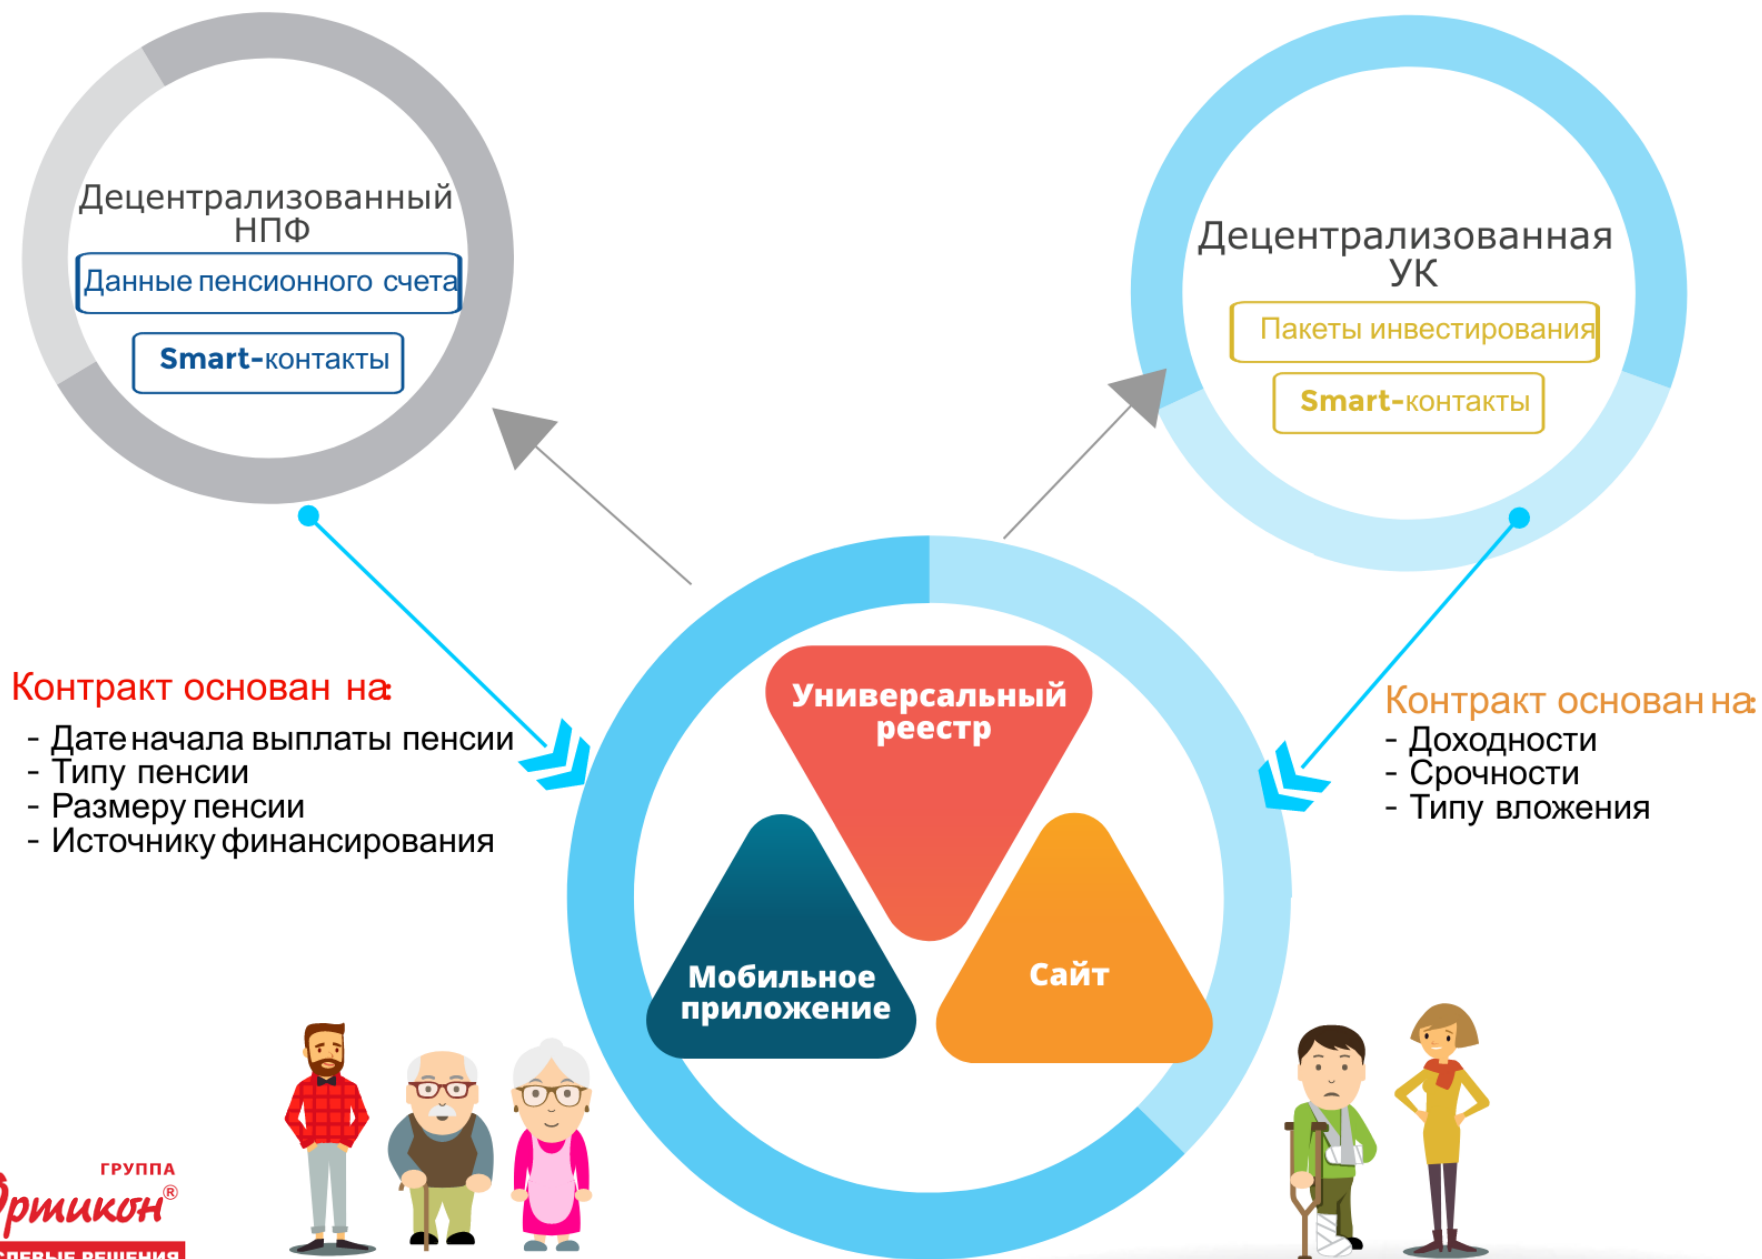 Децентрализованный
НПФ
Данные пенсионного счета
Smart-контакты
Децентрализованная
УК
Пакеты инвестирования
Smart-контакты
Контракт основан на:
- Дате начала выплаты пенсии
- Типу пенсии
- Размеру пенсии
- Источнику финансирования
Контракт основан на:
- Доходности
- Срочности
- Типу вложения
Универсальный
реестр
Мобильное
приложение
Сайт
ГРУППА
Ортикон®
РЕШЕНИЯ